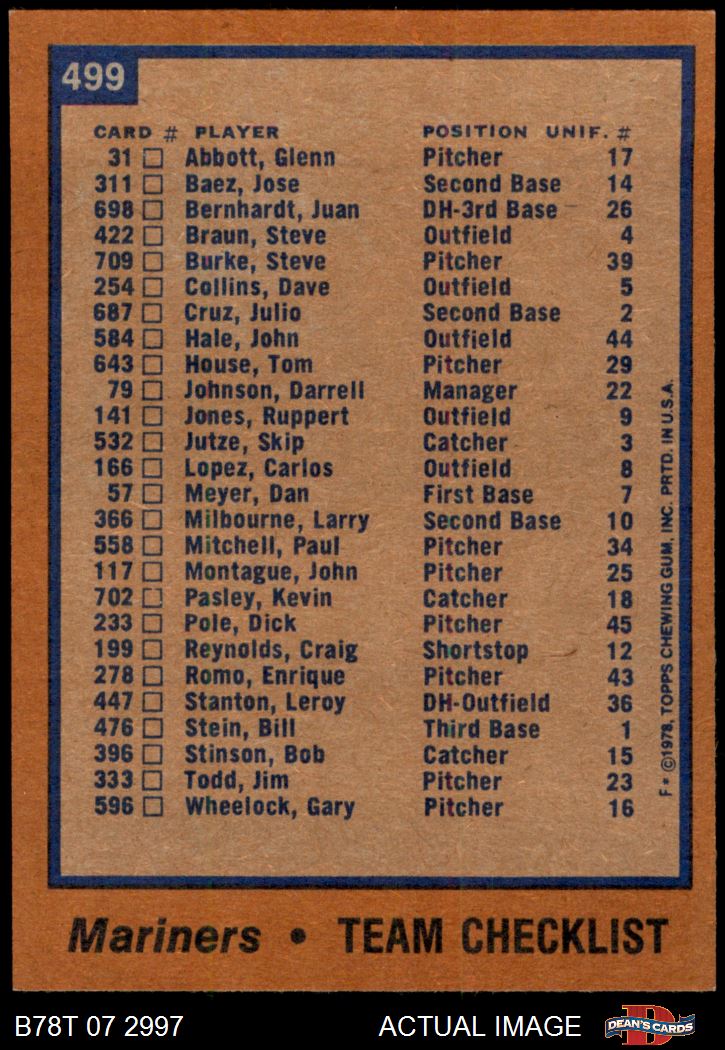 499
CARD # PLAYER POSITION UNIF. #
31 Abbott, Glenn Pitcher 17
311 Baez, Jose Second Base 14
698 Bernhardt, Juan DH-3rd Base 26
422 Braun, Steve Outfield 4
709 Burke, Steve Pitcher 39
254 Collins, Dave Outfield 5
687 Cruz, Julio Second Base 2
584 Hale, John Outfield 44
643 House, Tom Pitcher 29
79 Johnson, Darrell Manager 22
141 Jones, Ruppert Outfield 9
532 Jutze, Skip Catcher 3
166 Lopez, Carlos Outfield 8
57 Meyer, Dan First Base 7
366 Milbourne, Larry Second Base 10
558 Mitchell, Paul Pitcher 34
117 Montague, John Pitcher 25
702 Pasley, Kevin Catcher 18
233 Pole, Dick Pitcher 45
199 Reynolds, Craig Shortstop 12
278 Romo, Enrique Pitcher 43
447 Stanton, Leroy DH-Outfield 36
476 Stein, Bill Third Base 1
396 Stinson, Bob Catcher 15
333 Todd, Jim Pitcher 23
596 Wheelock, Gary Pitcher 16
F* ©1978, TOPPS CHEWING GUM, INC. PRTD. IN U.S.A.
Mariners • TEAM CHECKLIST
B78T 07 2997 ACTUAL IMAGE
D
DEAN'S CARDS